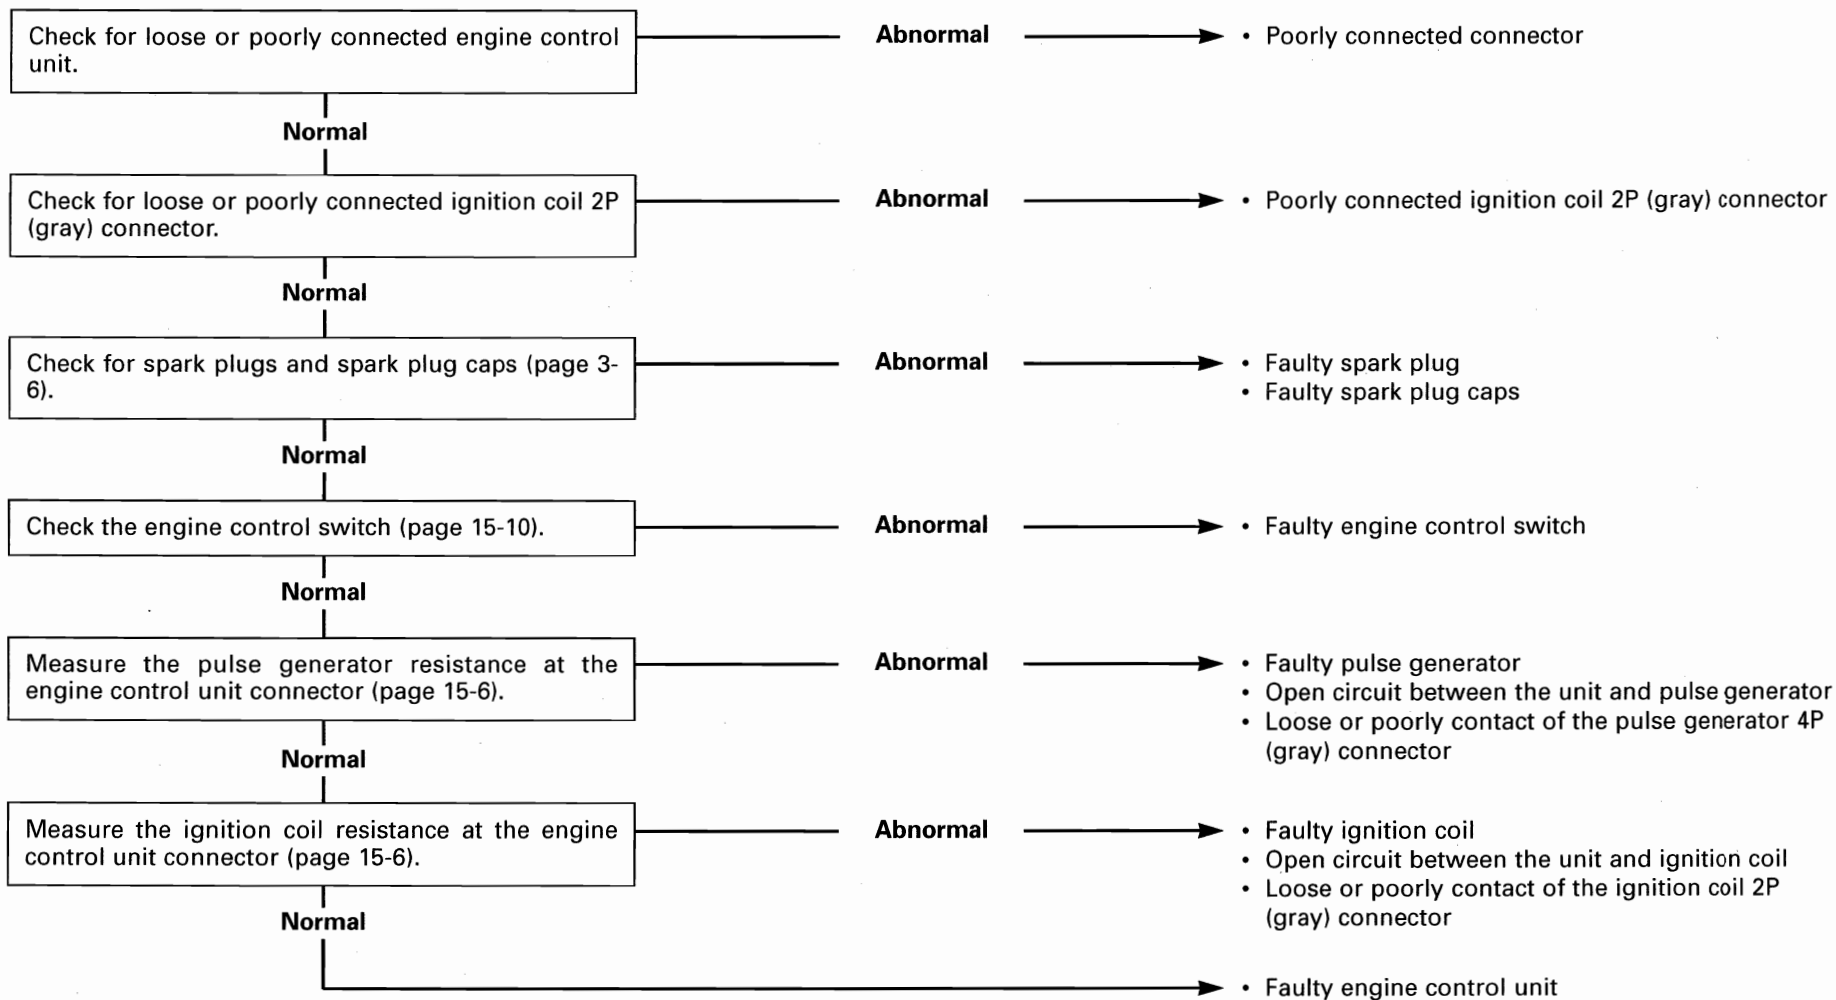 Check for loose or poorly connected engine control
unit.
Abnormal
• Poorly connected connector
Normal
Check for loose or poorly connected ignition coil 2P
(gray) connector.
Abnormal
• Poorly connected ignition coil 2P (gray) connector
Normal
Check for spark plugs and spark plug caps (page 3-
6).
Abnormal
• Faulty spark plug
• Faulty spark plug caps
Normal
Check the engine control switch (page 15-10).
Abnormal
• Faulty engine control switch
Normal
Measure the pulse generator resistance at the
engine control unit connector (page 15-6).
Abnormal
• Faulty pulse generator
• Open circuit between the unit and pulse generator
• Loose or poorly contact of the pulse generator 4P
(gray) connector
Normal
Measure the ignition coil resistance at the engine
control unit connector (page 15-6).
Abnormal
• Faulty ignition coil
• Open circuit between the unit and ignition coil
• Loose or poorly contact of the ignition coil 2P
(gray) connector
Normal
• Faulty engine control unit